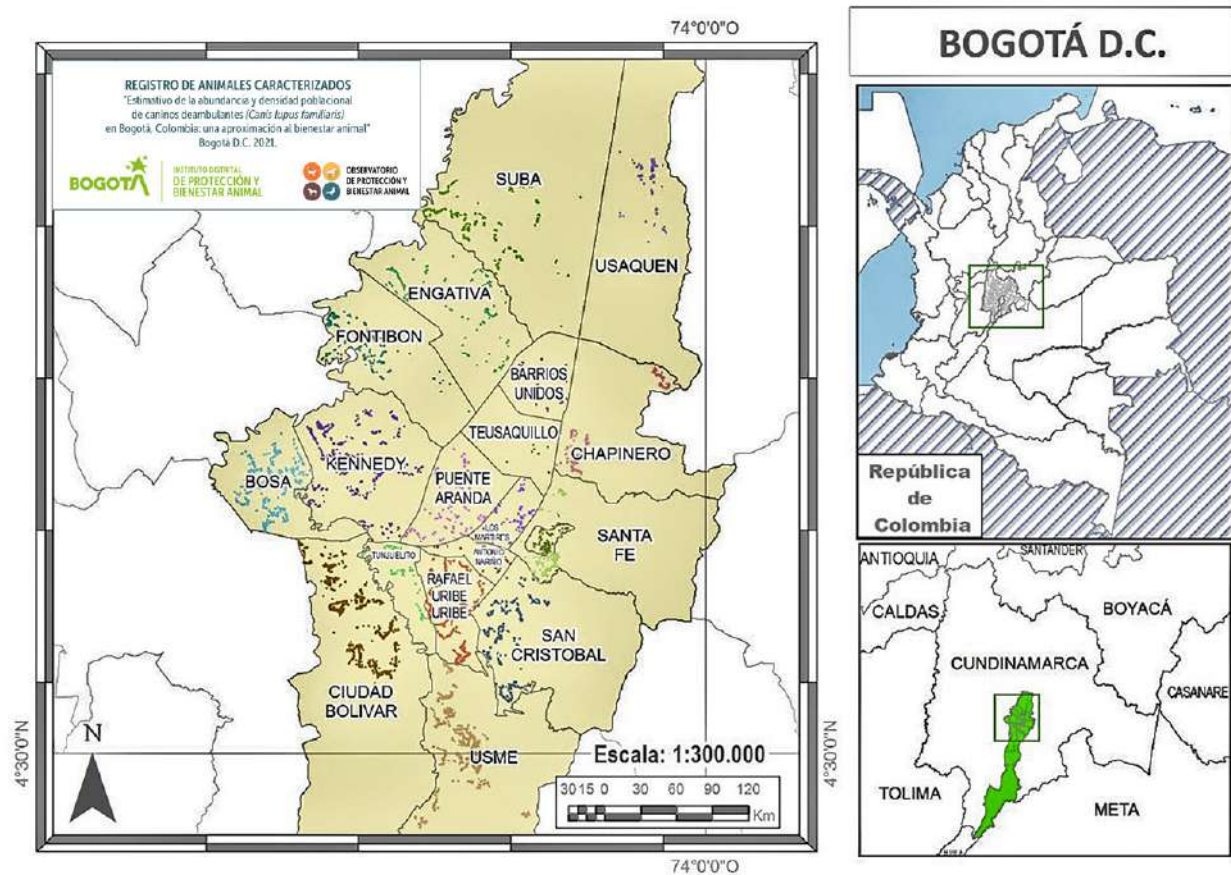 74°0'0"O
REGISTRO DE ANIMALES CARACTERIZADOS
"Estimativo de la abundancia y densidad poblacional
de caninos deambulantes (Canis lupus familiaris)
en Bogotá, Colombia: una aproximación al bienestar animal"
Bogotá D.C. 2021.
BOGOTÁ
INSTITUTO DISTRITAL
DE PROTECCIÓN Y
BIENESTAR ANIMAL
OBSERVATORIO
DE PROTECCIÓN Y
BIENESTAR ANIMAL
SUBA
USAQUEN
ENGATIVA
FONTIBON
BARRIOS
UNIDOS
TEUSAQUILLO
CHAPINERO
KENNEDY
BOSA
PUENTE
ARANDA
LOS
MARTIRES
SANTA
FE
ANTONIO
NARIÑO
TUNJUELITO
RAFAEL
URIBE
URIBE
SAN
CRISTOBAL
CIUDAD
BOLIVAR
USME
N
4°30'0"N
Escala: 1:300.000
30 15 0 30 60 90 120
Km
4°30'0"N
74°0'0"O
BOGOTÁ D.C.
República
de
Colombia
ANTIOQUIA
SANTANDER
CALDAS
BOYACÁ
CUNDINAMARCA
CASANARE
TOLIMA
META